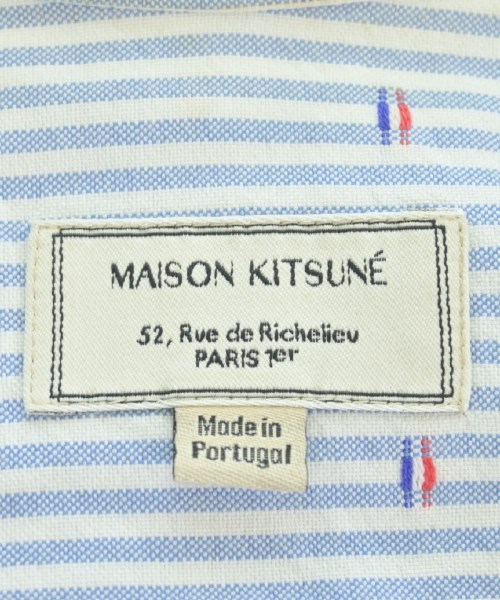 MAISON KITSUNÉ
52, Rue de Richelieu
PARIS 1er
Made in
Portugal